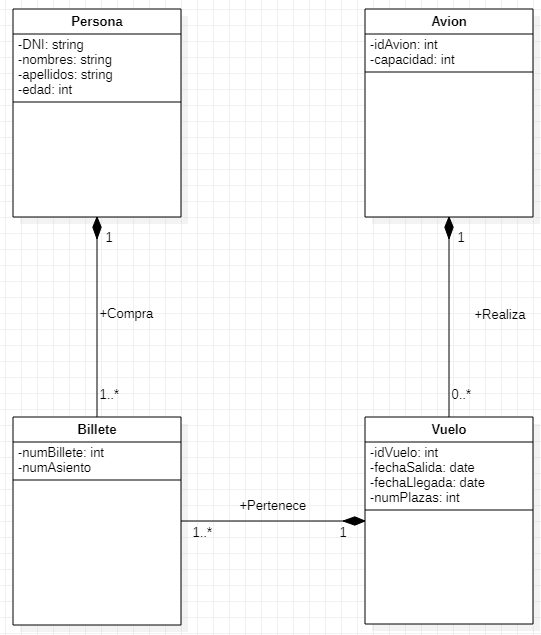 Persona
-DNI: string
-nombres: string
-apellidos: string
-edad: int
Avion
-idAvion: int
-capacidad: int
1
1
+Compra
+Realiza
1..*
0..*
Billete
-numBillete: int
-numAsiento
Vuelo
-idVuelo: int
-fechaSalida: date
-fechaLlegada: date
-numPlazas: int
+Pertenece
1..*
1